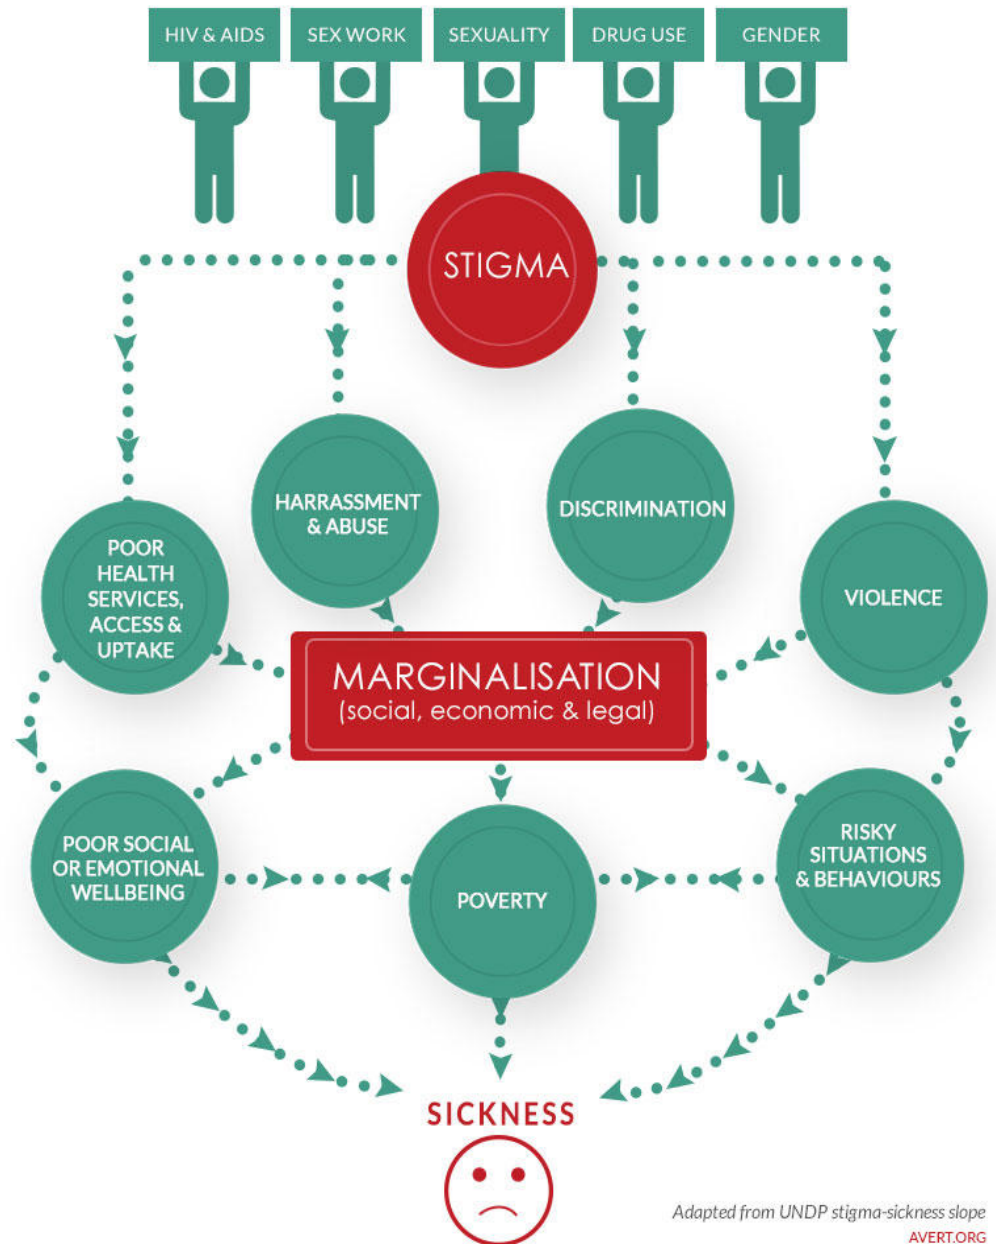 HIV & AIDS
SEX WORK
SEXUALITY
DRUG USE
GENDER
STIGMA
HARRASSMENT
& ABUSE
DISCRIMINATION
POOR
HEALTH
SERVICES,
ACCESS &
UPTAKE
VIOLENCE
MARGINALISATION
(social, economic & legal)
POOR SOCIAL
OR EMOTIONAL
WELLBEING
POVERTY
RISKY
SITUATIONS
& BEHAVIOURS
SICKNESS
Adapted from UNDP stigma-sickness slope
AVERT.ORG